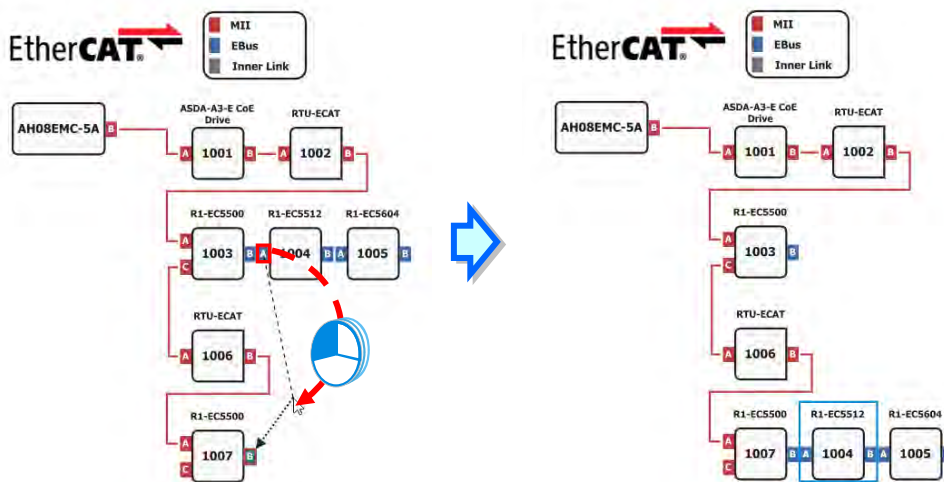 EtherCAT®
MII
EBus
Inner Link
AH08EMC-5A
B
ASDA-A3-E CoE
Drive
A
1001
B
RTU-ECAT
A
1002
B
R1-EC5500
A
C
1003
B
R1-EC5512
A
1004
B
R1-EC5604
A
1005
B
RTU-ECAT
A
1006
B
R1-EC5500
A
C
1007
B
EtherCAT®
MII
EBus
Inner Link
AH08EMC-5A
B
ASDA-A3-E CoE
Drive
A
1001
B
RTU-ECAT
A
1002
B
R1-EC5500
A
C
1003
B
RTU-ECAT
A
1006
B
R1-EC5500
A
C
1007
B
R1-EC5512
A
1004
B
R1-EC5604
A
1005